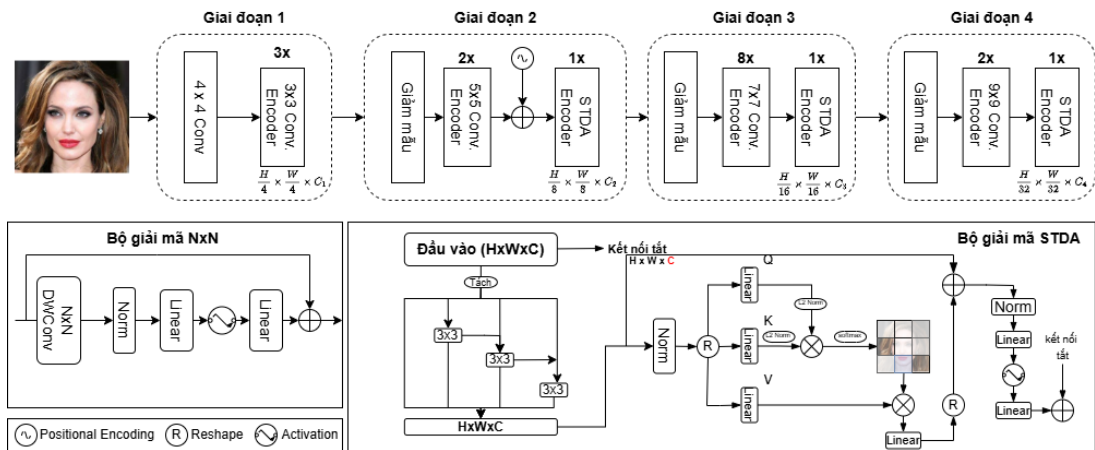 Giai đoạn 1
Giai đoạn 2
Giai đoạn 3
Giai đoạn 4
4 x 4 Conv
3x
3x3 Conv. Encoder
H/4 × W/4 × C₁
Giảm mẫu
2x
5x5 Conv. Encoder
1x
STDA Encoder
H/8 × W/8 × C₂
Giảm mẫu
8x
7x7 Conv. Encoder
1x
STDA Encoder
H/16 × W/16 × C₃
Giảm mẫu
2x
9x9 Conv. Encoder
1x
STDA Encoder
H/32 × W/32 × C₄
Bộ giải mã NxN
NxN DWConv
Norm
Linear
Linear
Positional Encoding
R Reshape
Activation
Bộ giải mã STDA
Đầu vào (HxWxC)
Kết nối tắt
H x W x C
Tách
3x3
3x3
3x3
HxWxC
Norm
R
Q
Linear
L2 Norm
K
Linear
L2 Norm
softmax
V
Linear
Linear
R
Norm
Linear
Linear
kết nối tắt